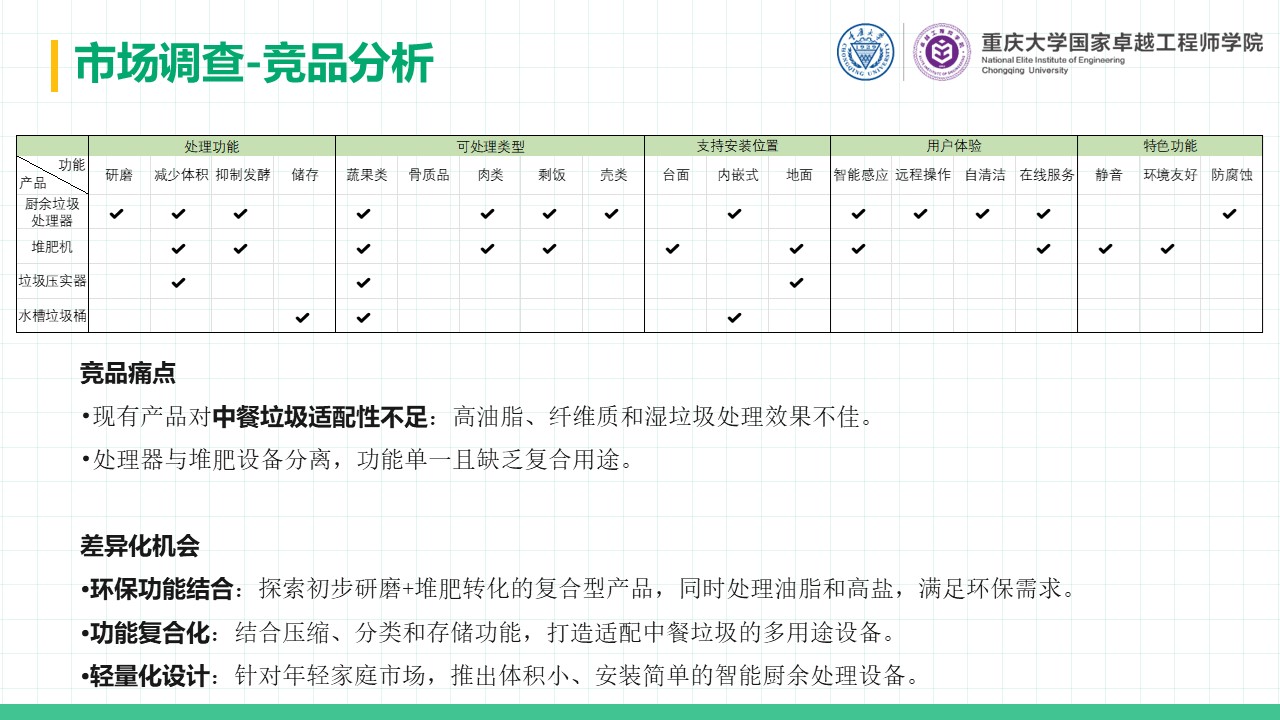 市场调查-竞品分析
重庆大学
CHONGQING UNIVERSITY
重庆大学国家卓越工程师学院
National Elite Institute of Engineering
Chongqing University
处理功能 可处理类型 支持安装位置 用户体验 特色功能
功能 研磨 减少体积 抑制发酵 储存 蔬果类 骨质品 肉类 剩饭 壳类 台面 内嵌式 地面 智能感应 远程操作 自清洁 在线服务 静音 环境友好 防腐蚀
产品
厨余垃圾
处理器 ✔ ✔ ✔ ✔ ✔ ✔ ✔ ✔ ✔ ✔ ✔ ✔ ✔
堆肥机 ✔ ✔ ✔ ✔ ✔ ✔ ✔ ✔ ✔ ✔ ✔
垃圾压实器 ✔ ✔ ✔
水槽垃圾桶 ✔ ✔ ✔
竞品痛点
•现有产品对中餐垃圾适配性不足：高油脂、纤维质和湿垃圾处理效果不佳。
•处理器与堆肥设备分离，功能单一且缺乏复合用途。
差异化机会
•环保功能结合：探索初步研磨+堆肥转化的复合型产品，同时处理油脂和高盐，满足环保需求。
•功能复合化：结合压缩、分类和存储功能，打造适配中餐垃圾的多用途设备。
•轻量化设计：针对年轻家庭市场，推出体积小、安装简单的智能厨余处理设备。